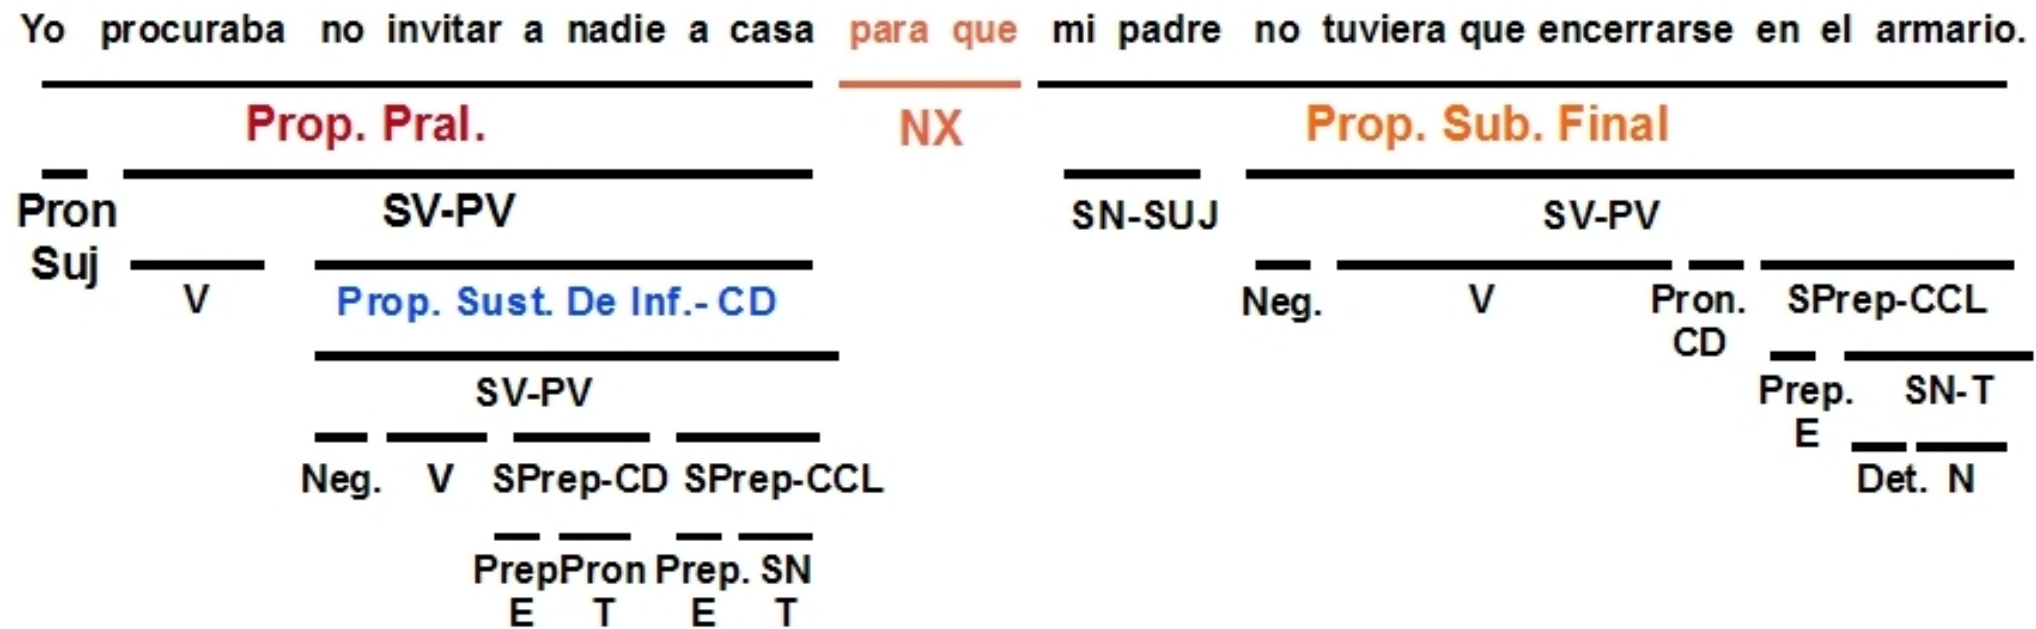 Yo procuraba no invitar a nadie a casa para que mi padre no tuviera que encerrarse en el armario.
Prop. Pral. NX Prop. Sub. Final
Pron SV-PV SN-SUJ SV-PV
Suj
V Prop. Sust. De Inf.- CD Neg. V Pron. SPrep-CCL
CD
SV-PV Prep. SN-T
E
Neg. V SPrep-CD SPrep-CCL Det. N
Prep Pron Prep. SN
E T E T